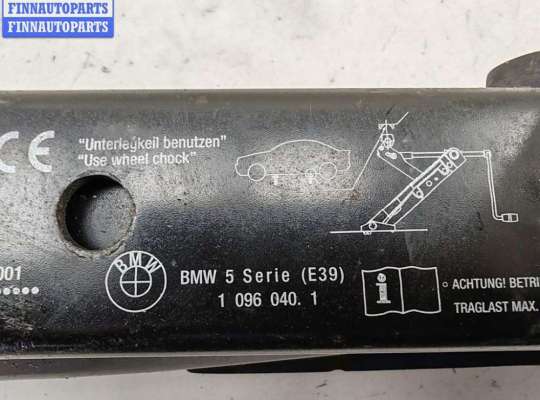 FINNAUTOPARTS
FINNAUTOPARTS
CE
"Unterlegkeil benutzen"
"Use wheel chock"
001
BMW
BMW 5 Serie (E39)
1 096 040. 1
i
ACHTUNG! BETRI
TRAGLAST MAX.